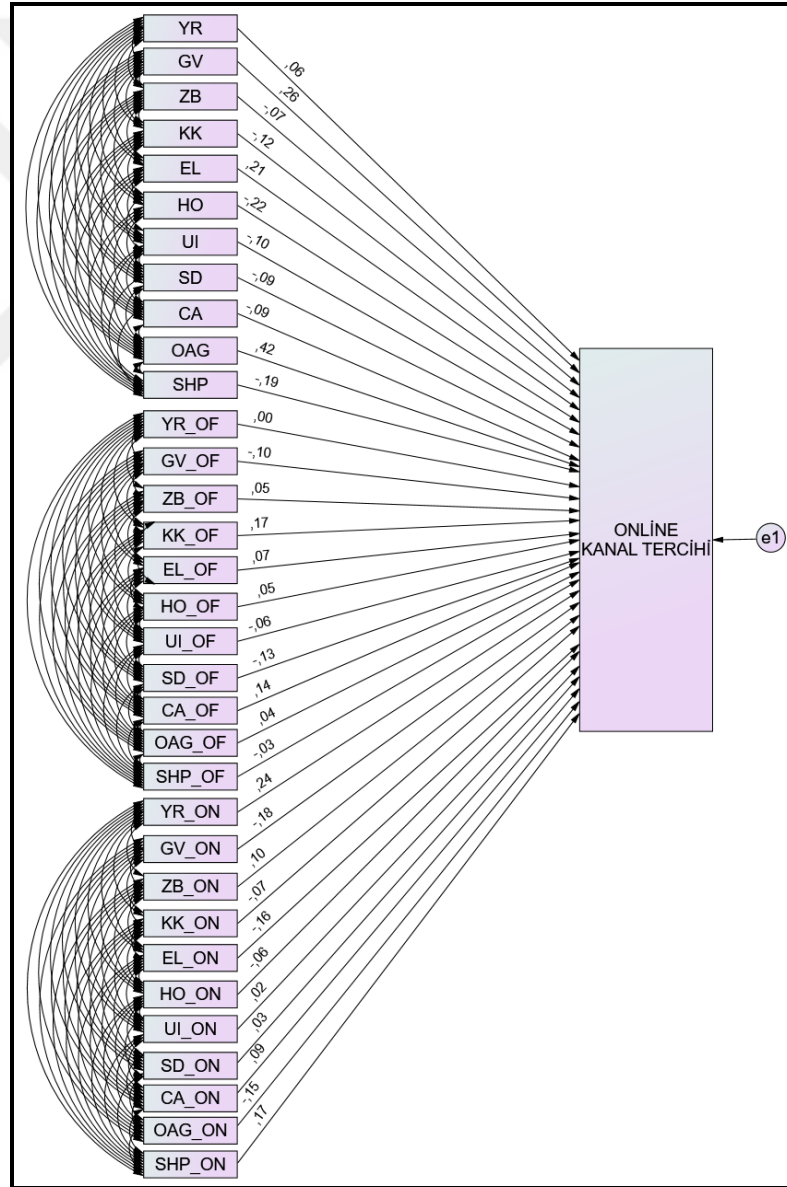 YR
,06
GV
,26
ZB
-,07
KK
-,12
EL
,21
HO
-,22
UI
-,10
SD
-,09
CA
-,09
OAG
,42
SHP
-,19
YR_OF
,00
GV_OF
-,10
ZB_OF
,05
KK_OF
,17
EL_OF
,07
HO_OF
,05
UI_OF
-,06
SD_OF
-,13
CA_OF
,14
OAG_OF
,04
SHP_OF
-,03
YR_ON
,24
GV_ON
-,18
ZB_ON
,10
KK_ON
-,07
EL_ON
-,16
HO_ON
-,06
UI_ON
,02
SD_ON
,03
CA_ON
,09
OAG_ON
-,15
SHP_ON
,17
ONLİNE
KANAL TERCİHİ
e1